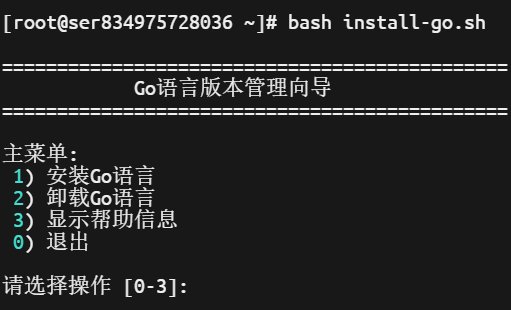 [root@ser834975728036 ~]# bash install-go.sh
==============================================
Go语言版本管理向导
==============================================
主菜单:
1) 安装Go语言
2) 卸载Go语言
3) 显示帮助信息
0) 退出
请选择操作 [0-3]: